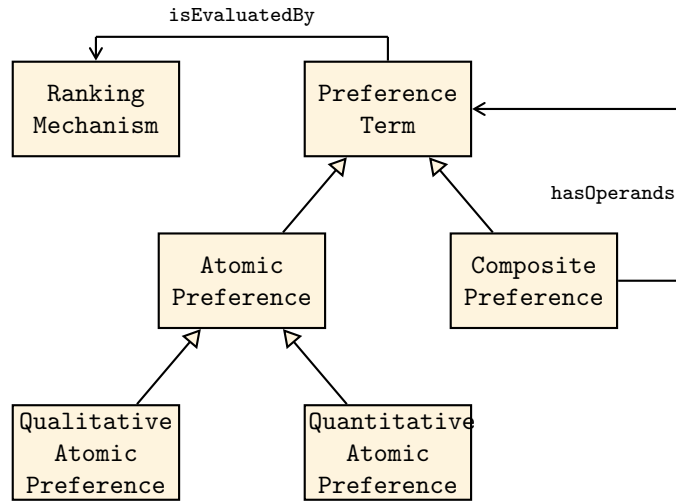 isEvaluatedBy
Ranking
Mechanism
Preference
Term
hasOperands
Atomic
Preference
Composite
Preference
Qualitative
Atomic
Preference
Quantitative
Atomic
Preference